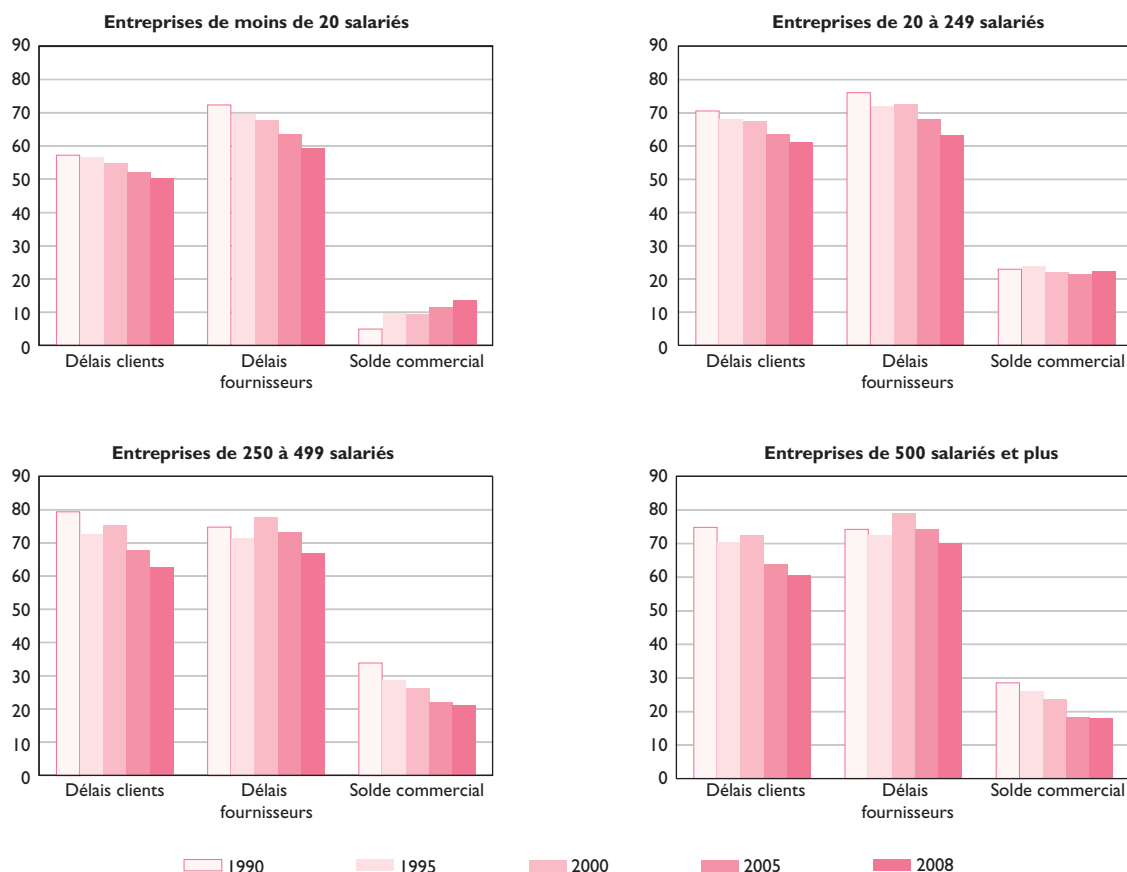 Entreprises de moins de 20 salariés
90
80
70
60
50
40
30
20
10
0
Délais clients
Délais
fournisseurs
Solde commercial
Entreprises de 20 à 249 salariés
90
80
70
60
50
40
30
20
10
0
Délais clients
Délais
fournisseurs
Solde commercial
Entreprises de 250 à 499 salariés
90
80
70
60
50
40
30
20
10
0
Délais clients
Délais
fournisseurs
Solde commercial
Entreprises de 500 salariés et plus
90
80
70
60
50
40
30
20
10
0
Délais clients
Délais
fournisseurs
Solde commercial
1990 1995 2000 2005 2008